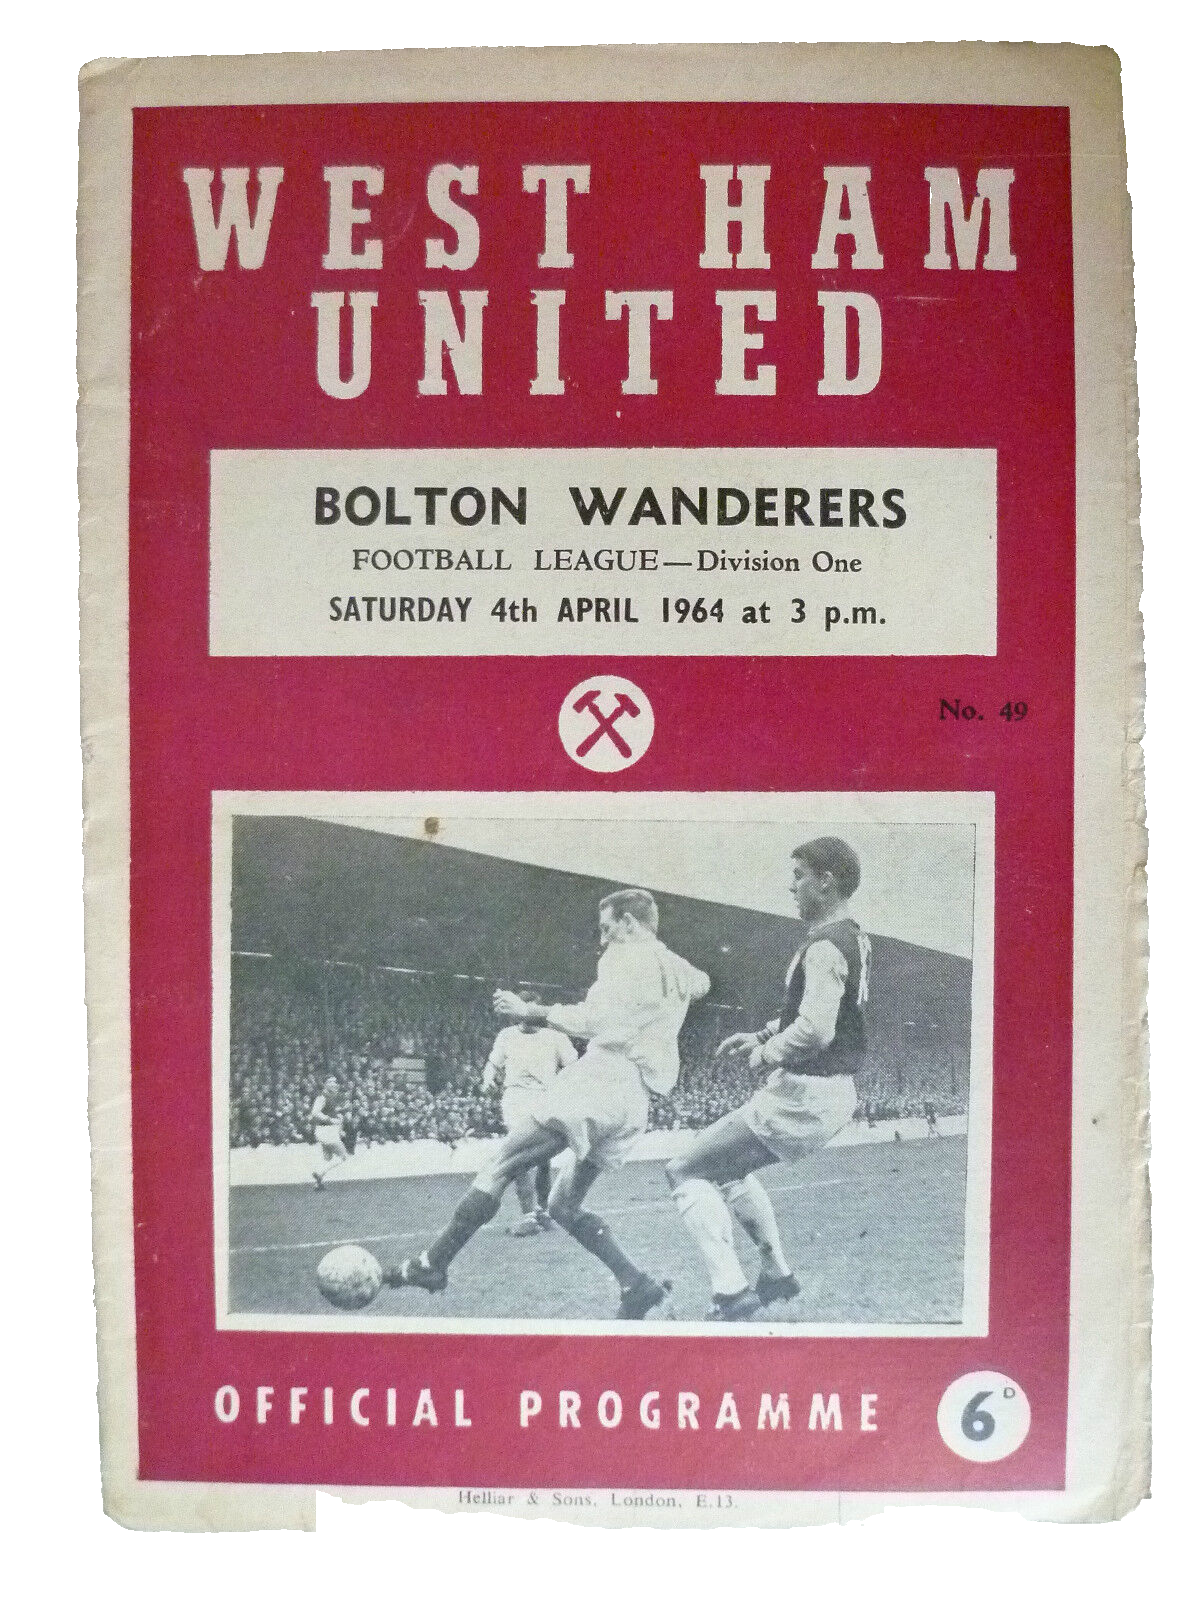 WEST HAM
UNITED
BOLTON WANDERERS
FOOTBALL LEAGUE—Division One
SATURDAY 4th APRIL 1964 at 3 p.m.
No. 49
OFFICIAL PROGRAMME
6D
Helliar & Sons, London, E.13.